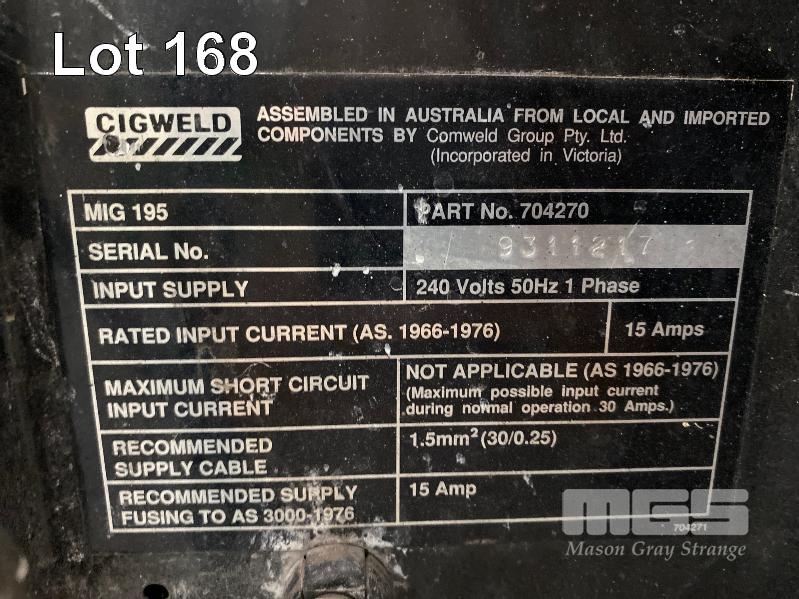 Lot 168
CIGWELD
ASSEMBLED IN AUSTRALIA FROM LOCAL AND IMPORTED
COMPONENTS BY Comweld Group Pty. Ltd.
(Incorporated in Victoria)
MIG 195 PART No. 704270
SERIAL No. 9311217
INPUT SUPPLY 240 Volts 50Hz 1 Phase
RATED INPUT CURRENT (AS. 1966-1976) 15 Amps
MAXIMUM SHORT CIRCUIT
INPUT CURRENT
NOT APPLICABLE (AS 1966-1976)
(Maximum possible input current
during normal operation 30 Amps.)
RECOMMENDED
SUPPLY CABLE
1.5mm² (30/0.25)
RECOMMENDED SUPPLY
FUSING TO AS 3000-1976
15 Amp
MGS
704271
Mason Gray Strange